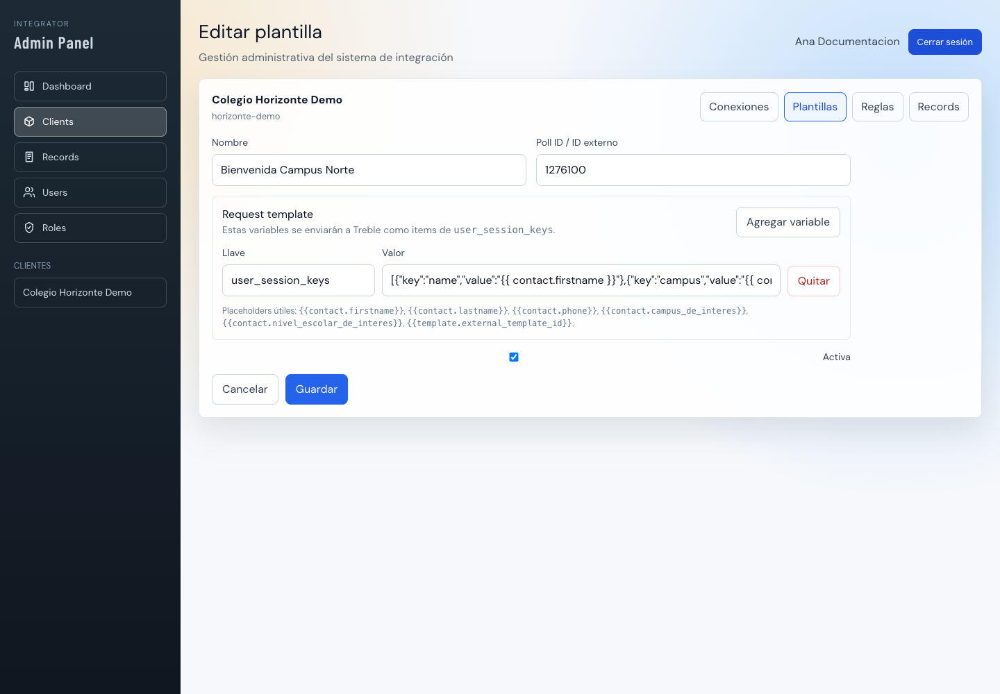 INTEGRATOR
Admin Panel
Dashboard
Clients
Records
Users
Roles
CLIENTES
Colegio Horizonte Demo
Editar plantilla
Gestión administrativa del sistema de integración
Ana Documentacion
Cerrar sesión
Colegio Horizonte Demo
horizonte-demo
Conexiones
Plantillas
Reglas
Records
Nombre
Poll ID / ID externo
Bienvenida Campus Norte
1276100
Request template
Estas variables se enviarán a Treble como items de user_session_keys.
Agregar variable
Llave
Valor
user_session_keys
[{"key":"name","value":"{{ contact.firstname }}"},{"key":"campus","value":"{{ con
Quitar
Placeholders útiles: {{contact.firstname}}, {{contact.lastname}}, {{contact.phone}}, {{contact.campus_de_interes}},
{{contact.nivel_escolar_de_interes}}, {{template.external_template_id}}.
Activa
Cancelar
Guardar